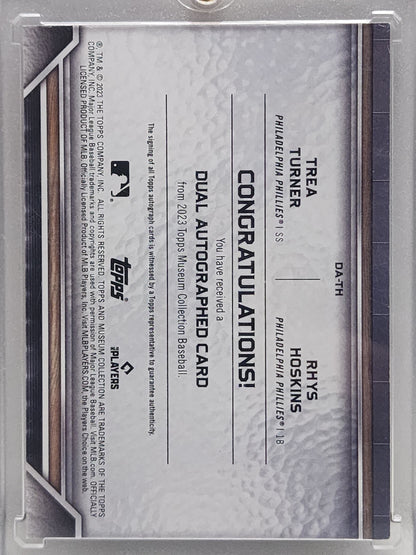 DA-TH
TREA
TURNER
PHILADELPHIA PHILLIES® | SS
RHYS
HOSKINS
PHILADELPHIA PHILLIES® | 1B
CONGRATULATIONS!
You have received a
DUAL AUTOGRAPHED CARD
from 2023 Topps Museum Collection Baseball.
The signing of all Topps autograph cards is witnessed by a Topps representative to guarantee authenticity.
topps
MLB PLAYERS
®, TM & © 2023 THE TOPPS COMPANY, INC. ALL RIGHTS RESERVED. TOPPS AND MUSEUM COLLECTION ARE TRADEMARKS OF THE TOPPS
COMPANY, INC. Major League Baseball trademarks and copyrights are used with permission of Major League Baseball. Visit MLB.com. OFFICIALLY
LICENSED PRODUCT OF MLB Players, Inc. Officially Licensed Product of MLB Players, Inc. Visit MLBPLAYERS.com, the Players Choice on the web.